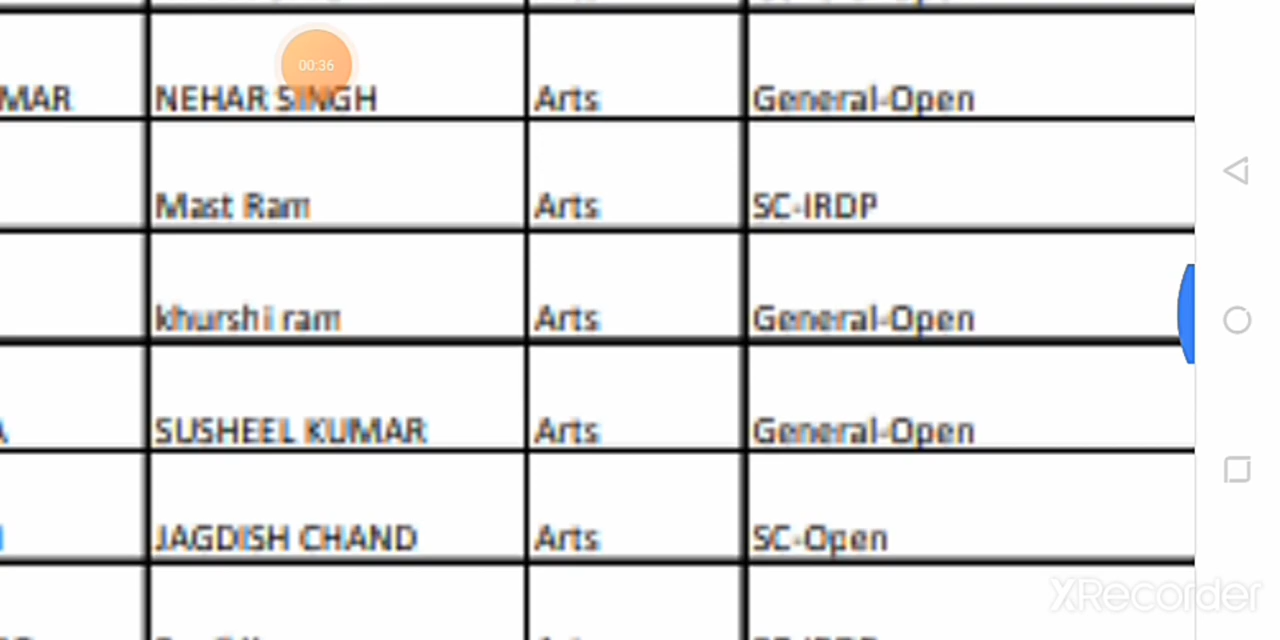 00:36
MAR NEHAR SINGH Arts General-Open
Mast Ram Arts SC-IRDP
khurshi ram Arts General-Open
A SUSHEEL KUMAR Arts General-Open
JAGDISH CHAND Arts SC-Open
XRecorder